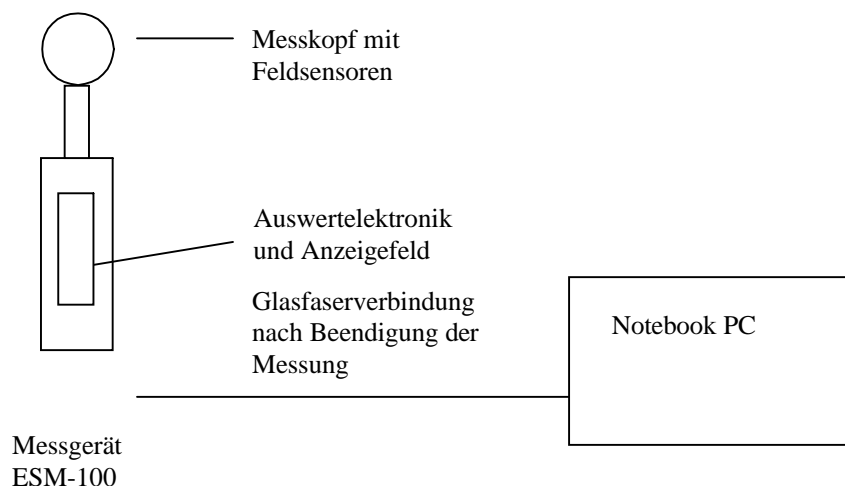 Messkopf mit
Feldsensoren
Auswertelektronik
und Anzeigefeld
Glasfaserverbindung
nach Beendigung der
Messung
Notebook PC
Messgerät
ESM-100